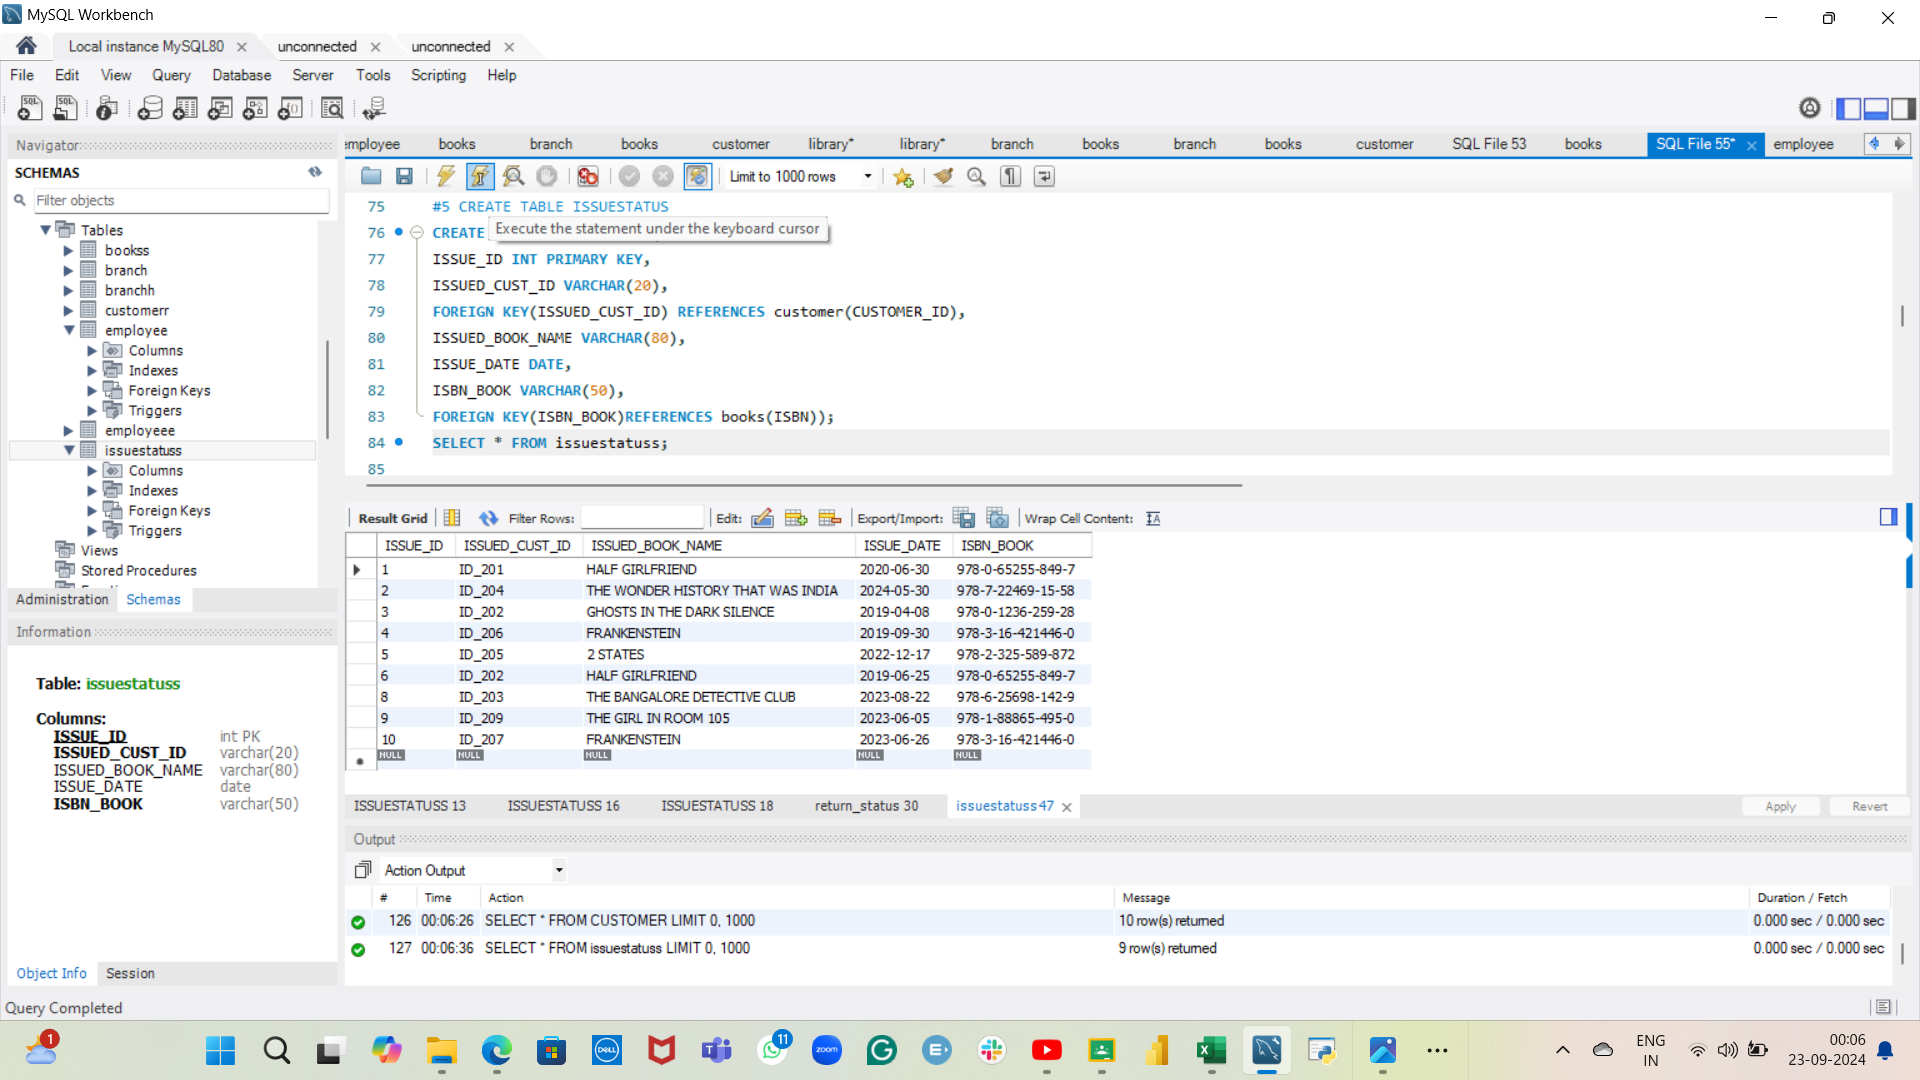 MySQL Workbench
Local instance MySQL80
unconnected
unconnected
File Edit View Query Database Server Tools Scripting Help
Navigator
SCHEMAS
Filter objects
Tables
bookss
branch
branchh
customerr
employee
Columns
Indexes
Foreign Keys
Triggers
employeee
issuestatuss
Columns
Indexes
Foreign Keys
Triggers
Views
Stored Procedures
Administration Schemas
Information
Table: issuestatuss
Columns:
ISSUE_ID int PK
ISSUED_CUST_ID varchar(20)
ISSUED_BOOK_NAME varchar(80)
ISSUE_DATE date
ISBN_BOOK varchar(50)
Object Info Session
Query Completed
employee books branch books customer library* library* branch books branch books customer SQL File 53 books SQL File 55* employee
Limit to 1000 rows
75 #5 CREATE TABLE ISSUESTATUS
76 CREATE
Execute the statement under the keyboard cursor
77 ISSUE_ID INT PRIMARY KEY,
78 ISSUED_CUST_ID VARCHAR(20),
79 FOREIGN KEY(ISSUED_CUST_ID) REFERENCES customer(CUSTOMER_ID),
80 ISSUED_BOOK_NAME VARCHAR(80),
81 ISSUE_DATE DATE,
82 ISBN_BOOK VARCHAR(50),
83 FOREIGN KEY(ISBN_BOOK)REFERENCES books(ISBN));
84 SELECT * FROM issuestatuss;
85
Result Grid Filter Rows: Edit: Export/Import: Wrap Cell Content:
ISSUE_ID ISSUED_CUST_ID ISSUED_BOOK_NAME ISSUE_DATE ISBN_BOOK
1 ID_201 HALF GIRLFRIEND 2020-06-30 978-0-65255-849-7
2 ID_204 THE WONDER HISTORY THAT WAS INDIA 2024-05-30 978-7-22469-15-58
3 ID_202 GHOSTS IN THE DARK SILENCE 2019-04-08 978-0-1236-259-28
4 ID_206 FRANKENSTEIN 2019-09-30 978-3-16-421446-0
5 ID_205 2 STATES 2022-12-17 978-2-325-589-872
6 ID_202 HALF GIRLFRIEND 2019-06-25 978-0-65255-849-7
8 ID_203 THE BANGALORE DETECTIVE CLUB 2023-08-22 978-6-25698-142-9
9 ID_209 THE GIRL IN ROOM 105 2023-06-05 978-1-88865-495-0
10 ID_207 FRANKENSTEIN 2023-06-26 978-3-16-421446-0
NULL NULL NULL NULL NULL
ISSUESTATUSS 13 ISSUESTATUSS 16 ISSUESTATUSS 18 return_status 30 issuestatuss 47 Apply Revert
Output
Action Output
# Time Action Message Duration / Fetch
126 00:06:26 SELECT * FROM CUSTOMER LIMIT 0, 1000 10 row(s) returned 0.000 sec / 0.000 sec
127 00:06:36 SELECT * FROM issuestatuss LIMIT 0, 1000 9 row(s) returned 0.000 sec / 0.000 sec
1
DELL
11
zoom
ENG
IN
00:06
23-09-2024